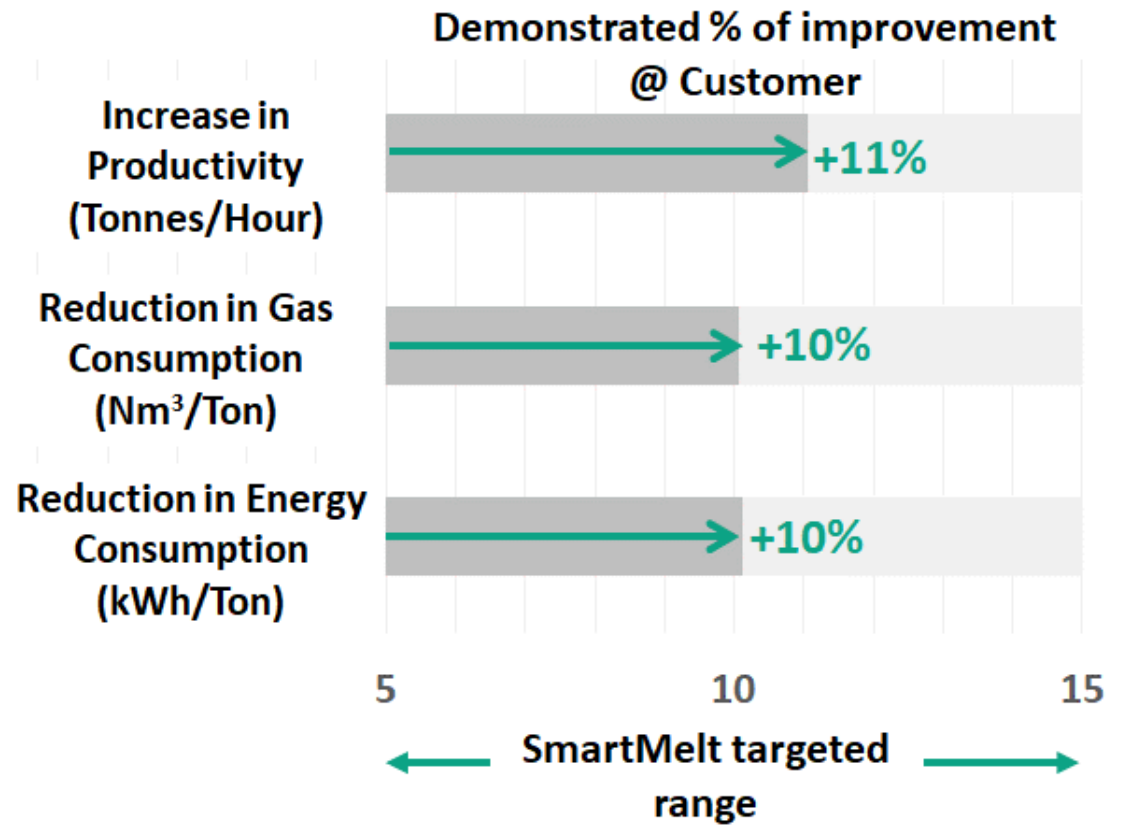 Demonstrated % of improvement
@ Customer
Increase in
Productivity
(Tonnes/Hour)
+11%
Reduction in Gas
Consumption
(Nm³/Ton)
+10%
Reduction in Energy
Consumption
(kWh/Ton)
+10%
5 10 15
SmartMelt targeted
range